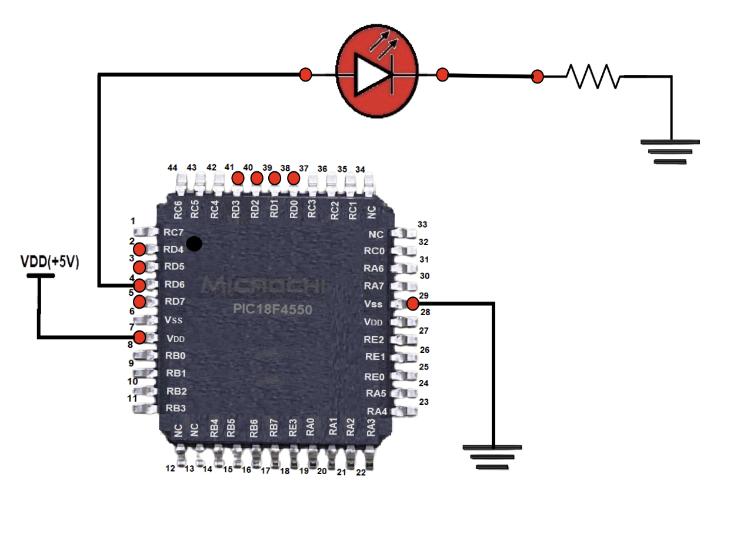 44 43 42 41 40 39 38 37 36 35 34
RC6 RC5 RC4 RD3 RD2 RD1 RD0 RC3 RC2 RC1 NC
1 RC7 NC 33
2 RD4 RC0 32
VDD(+5V)
3 RD5 RA6 31
4 RD6 RA7 30
MICROCHI
5 RD7 Vss 29
PIC18F4550
6 Vss VDD 28
7 VDD RE2 27
8 RB0 RE1 26
9 RB1 RE0 25
10 RB2 RA5 24
11 RB3 RA4 23
NC NC RB4 RB5 RB6 RB7 RE3 RA0 RA1 RA2 RA3
12 13 14 15 16 17 18 19 20 21 22